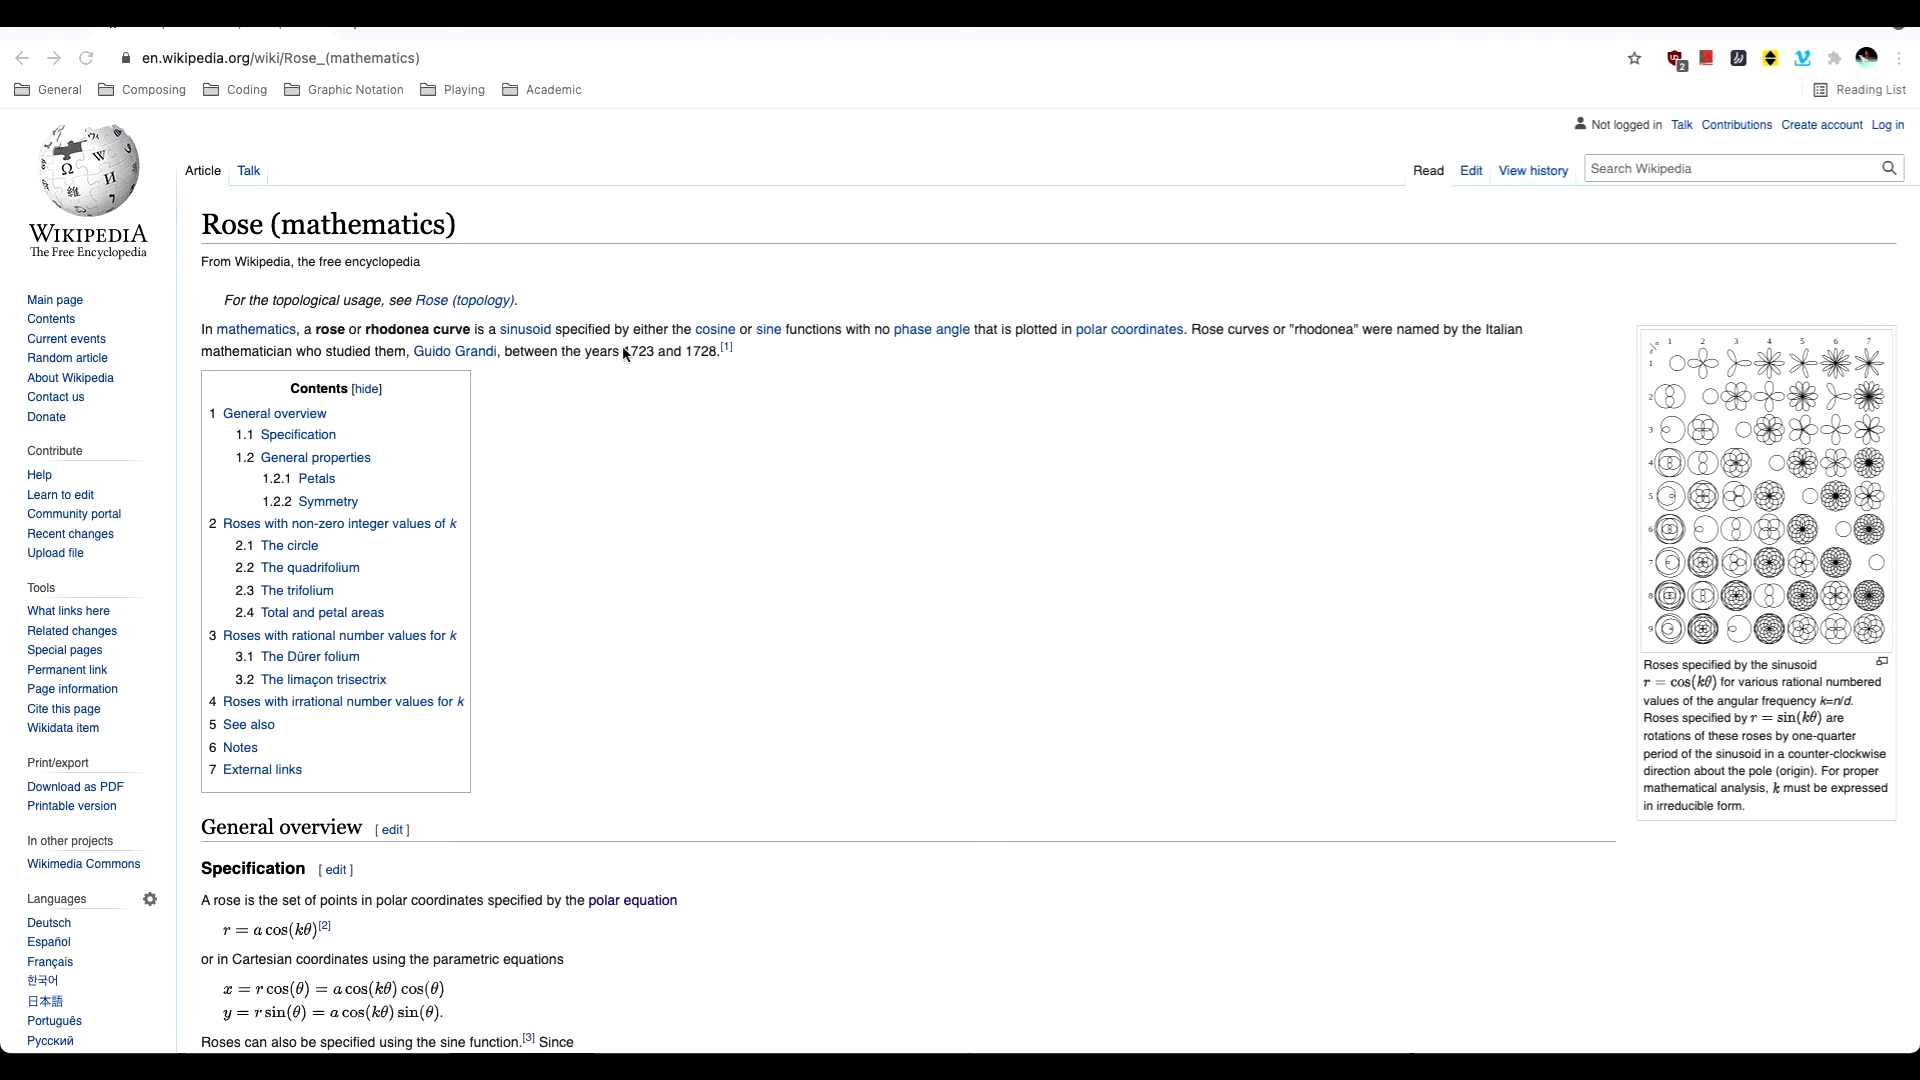 en.wikipedia.org/wiki/Rose_(mathematics)
2
General Composing Coding Graphic Notation Playing Academic Reading List
Not logged in Talk Contributions Create account Log in
Article Talk Read Edit View history Search Wikipedia
WIKIPEDIA
The Free Encyclopedia
Main page
Contents
Current events
Random article
About Wikipedia
Contact us
Donate
Contribute
Help
Learn to edit
Community portal
Recent changes
Upload file
Tools
What links here
Related changes
Special pages
Permanent link
Page information
Cite this page
Wikidata item
Print/export
Download as PDF
Printable version
In other projects
Wikimedia Commons
Languages
Deutsch
Español
Français
한국어
日本語
Português
Русский
Rose (mathematics)
From Wikipedia, the free encyclopedia
For the topological usage, see Rose (topology).
In mathematics, a rose or rhodonea curve is a sinusoid specified by either the cosine or sine functions with no phase angle that is plotted in polar coordinates. Rose curves or "rhodonea" were named by the Italian
mathematician who studied them, Guido Grandi, between the years 1723 and 1728.[1]
Contents [hide]
1 General overview
1.1 Specification
1.2 General properties
1.2.1 Petals
1.2.2 Symmetry
2 Roses with non-zero integer values of k
2.1 The circle
2.2 The quadrifolium
2.3 The trifolium
2.4 Total and petal areas
3 Roses with rational number values for k
3.1 The Dürer folium
3.2 The limaçon trisectrix
4 Roses with irrational number values for k
5 See also
6 Notes
7 External links
General overview [ edit ]
Specification [ edit ]
A rose is the set of points in polar coordinates specified by the polar equation
r = a cos(kθ)[2]
or in Cartesian coordinates using the parametric equations
x = r cos(θ) = a cos(kθ) cos(θ)
y = r sin(θ) = a cos(kθ) sin(θ).
Roses can also be specified using the sine function.[3] Since
1 2 3 4 5 6 7
1
2
3
4
5
6
7
8
9
Roses specified by the sinusoid
r = cos(kθ) for various rational numbered
values of the angular frequency k=n/d.
Roses specified by r = sin(kθ) are
rotations of these roses by one-quarter
period of the sinusoid in a counter-clockwise
direction about the pole (origin). For proper
mathematical analysis, k must be expressed
in irreducible form.